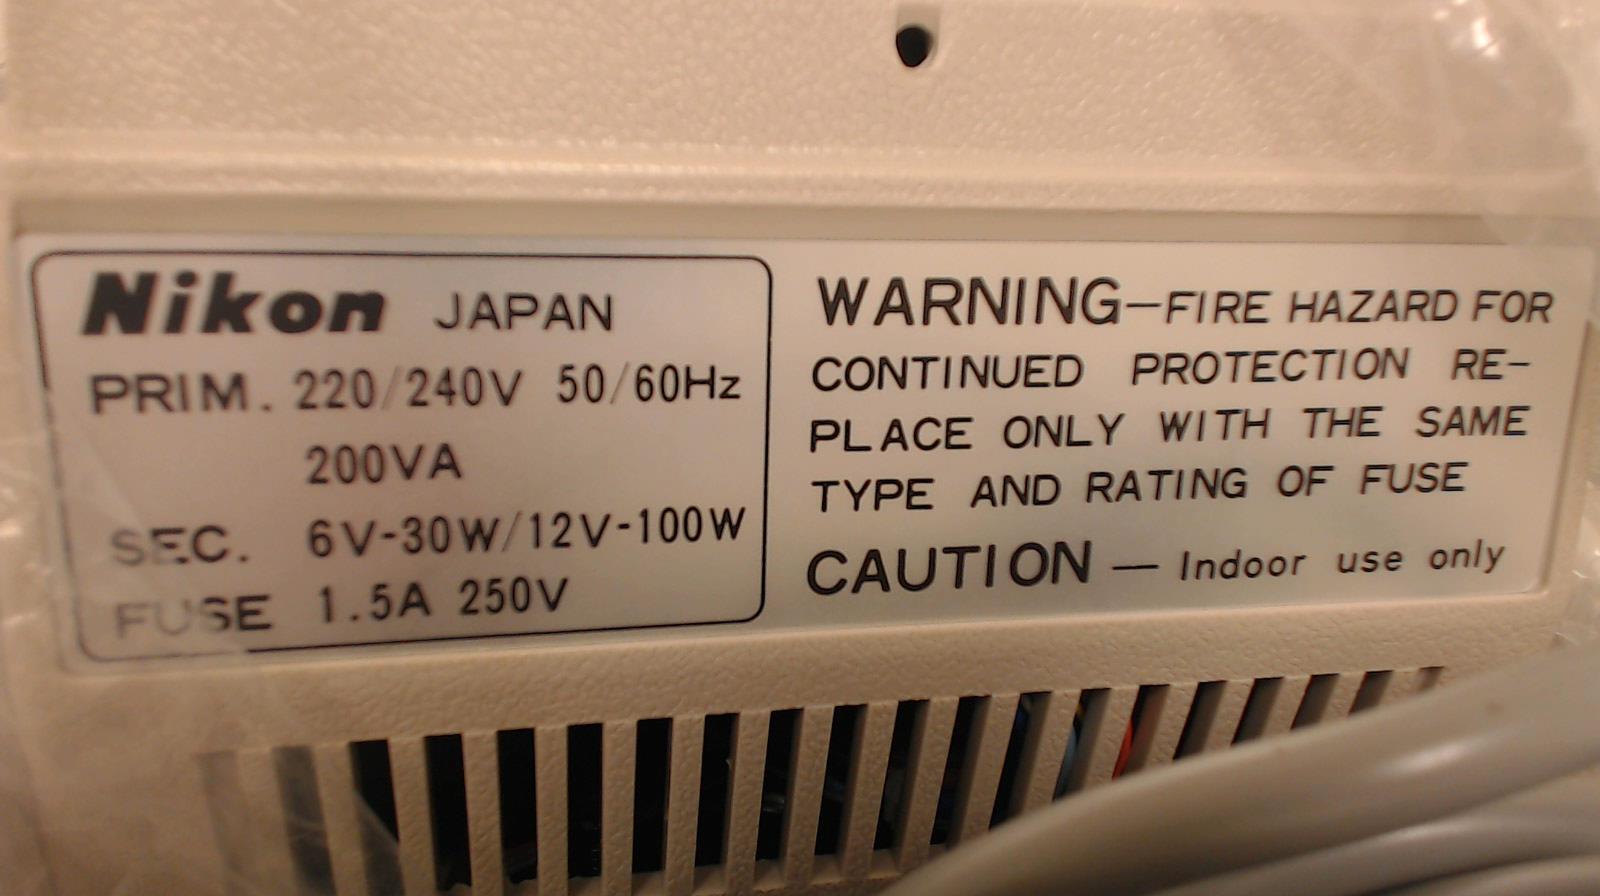 Nikon JAPAN
PRIM. 220/240V 50/60Hz
200VA
SEC. 6V-30W/12V-100W
FUSE 1.5A 250V
WARNING—FIRE HAZARD FOR
CONTINUED PROTECTION RE-
PLACE ONLY WITH THE SAME
TYPE AND RATING OF FUSE
CAUTION — Indoor use only